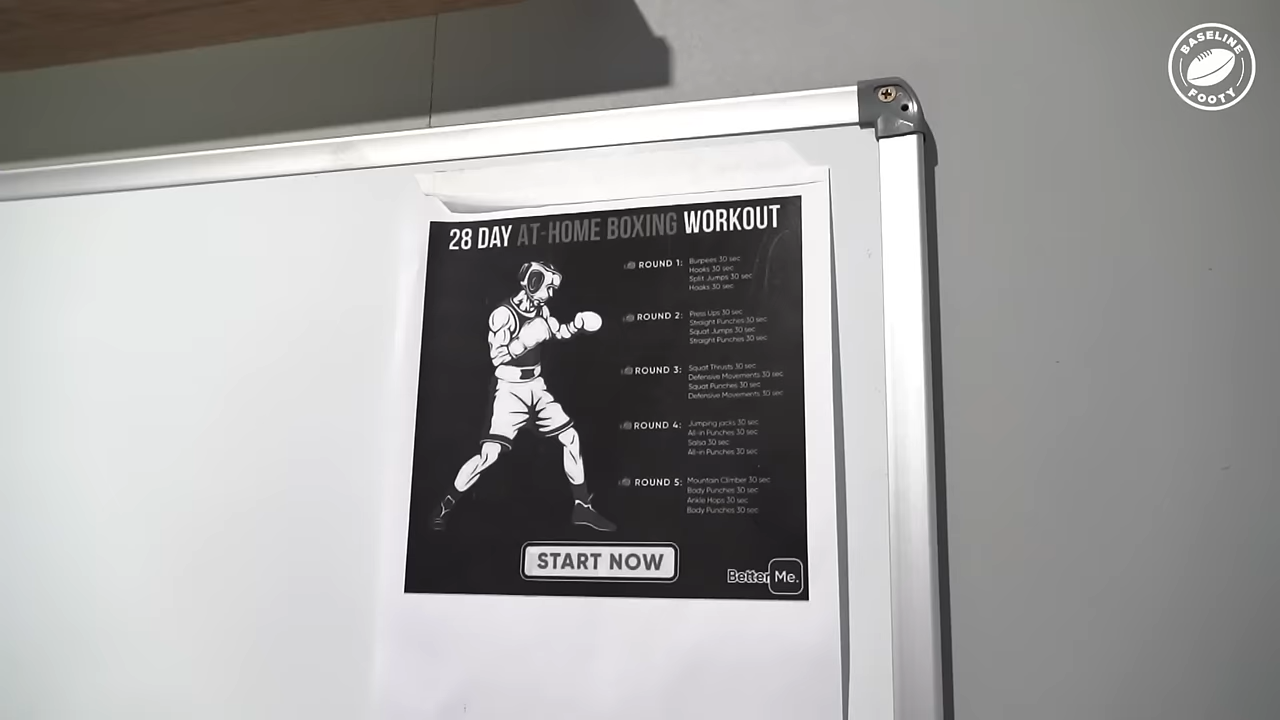 BASELINE
FOOTY
28 DAY AT-HOME BOXING WORKOUT
ROUND 1:
Burpees 30 sec
Hooks 30 sec
Split Jumps 30 sec
Hooks 30 sec
ROUND 2:
Press Ups 30 sec
Straight Punches 30 sec
Squat Jumps 30 sec
Straight Punches 30 sec
ROUND 3:
Squat Thrusts 30 sec
Defensive Movements 30 sec
Squat Punches 30 sec
Defensive Movements 30 sec
ROUND 4:
Jumping jacks 30 sec
All-in Punches 30 sec
Salsa 30 sec
All-in Punches 30 sec
ROUND 5:
Mountain Climber 30 sec
Body Punches 30 sec
Ankle Hops 30 sec
Body Punches 30 sec
START NOW
BetterMe.